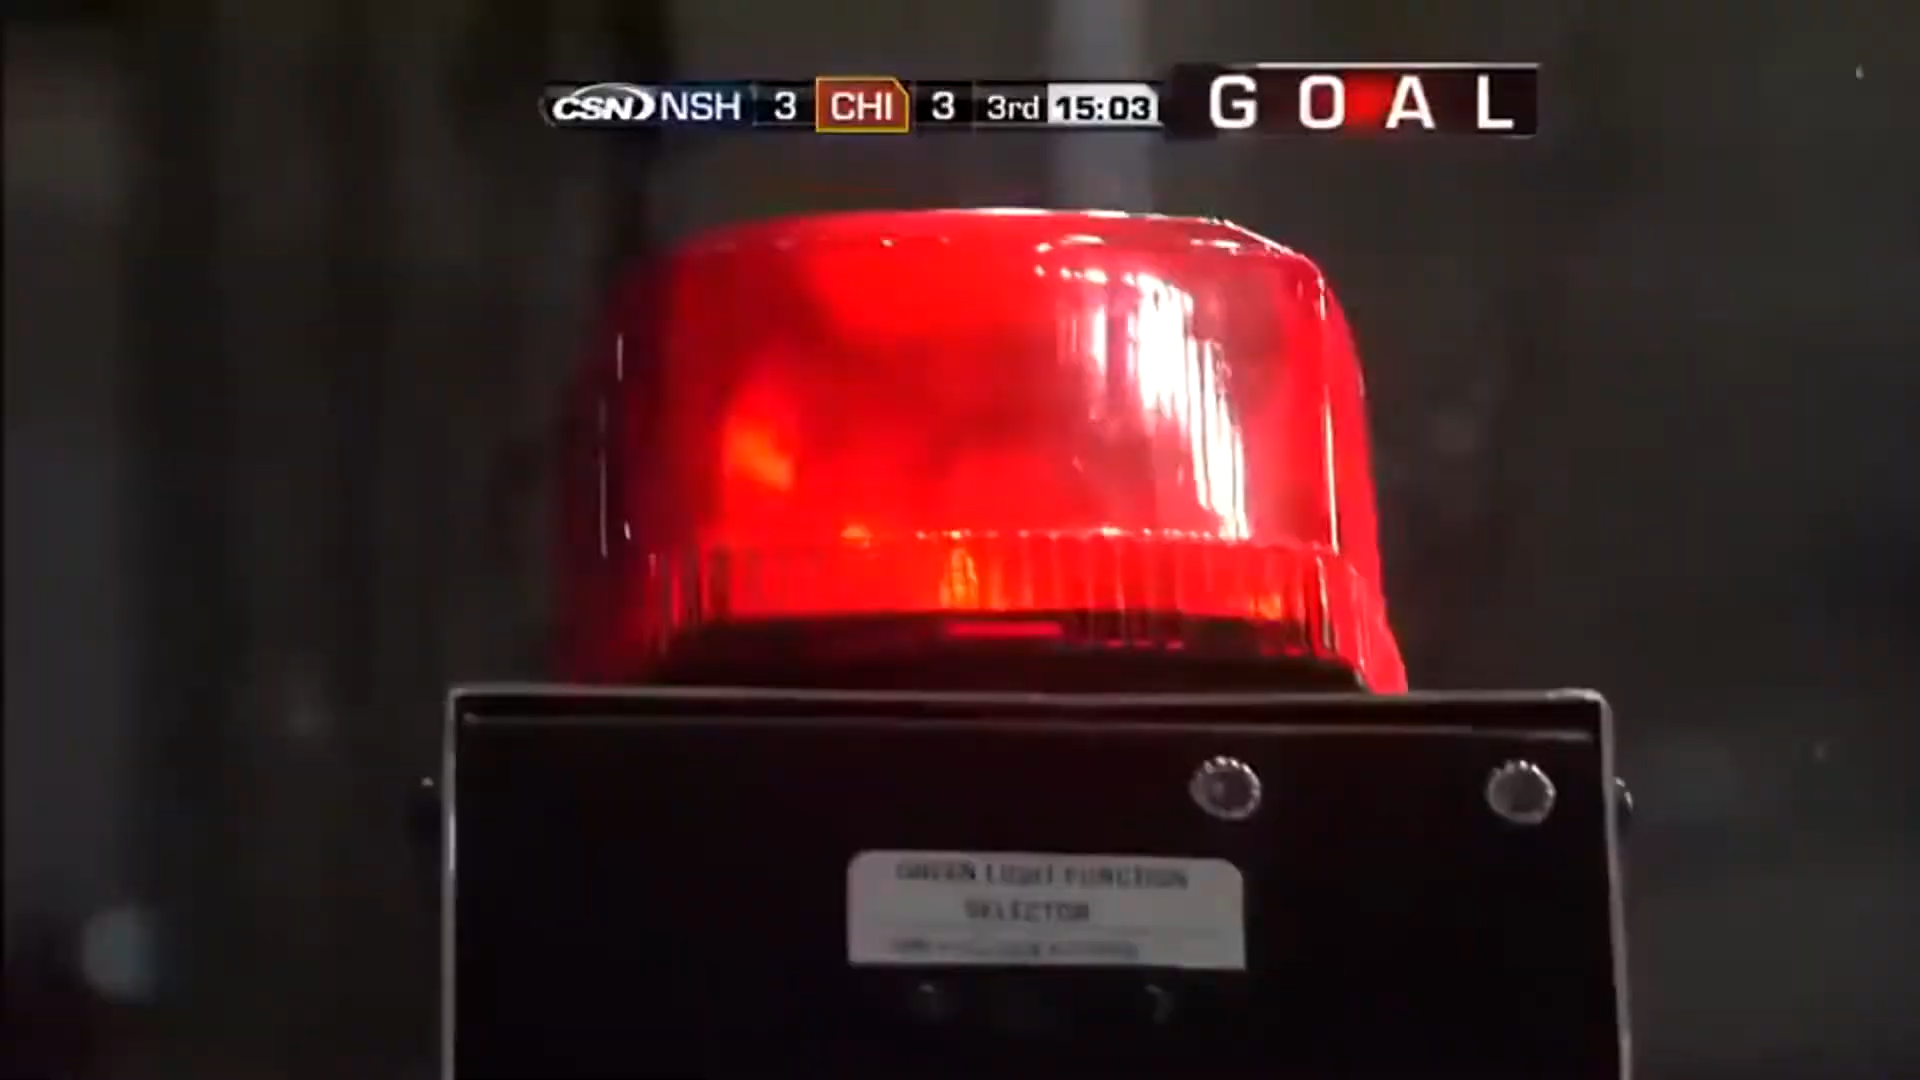 CSN NSH 3 CHI 3 3rd 15:03 GOAL
GREEN LIGHT FUNCTION
SELECTOR